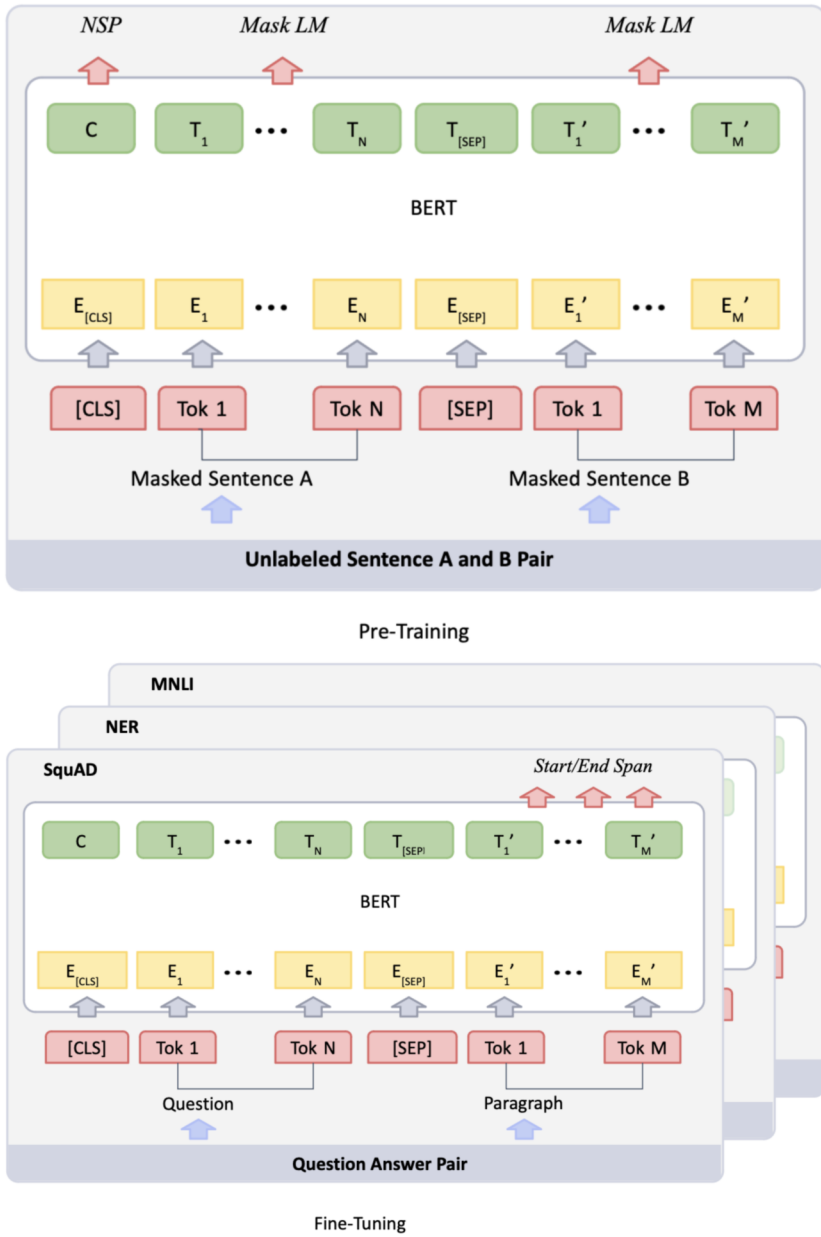 NSP Mask LM Mask LM
C T1 ••• TN T[SEP] T1′ ••• TM′
BERT
E[CLS] E1 ••• EN E[SEP] E1′ ••• EM′
[CLS] Tok 1 Tok N [SEP] Tok 1 Tok M
Masked Sentence A Masked Sentence B
Unlabeled Sentence A and B Pair
Pre-Training
MNLI
NER
SquAD Start/End Span
C T1 ••• TN T[SEP] T1′ ••• TM′
BERT
E[CLS] E1 ••• EN E[SEP] E1′ ••• EM′
[CLS] Tok 1 Tok N [SEP] Tok 1 Tok M
Question Paragraph
Question Answer Pair
Fine-Tuning